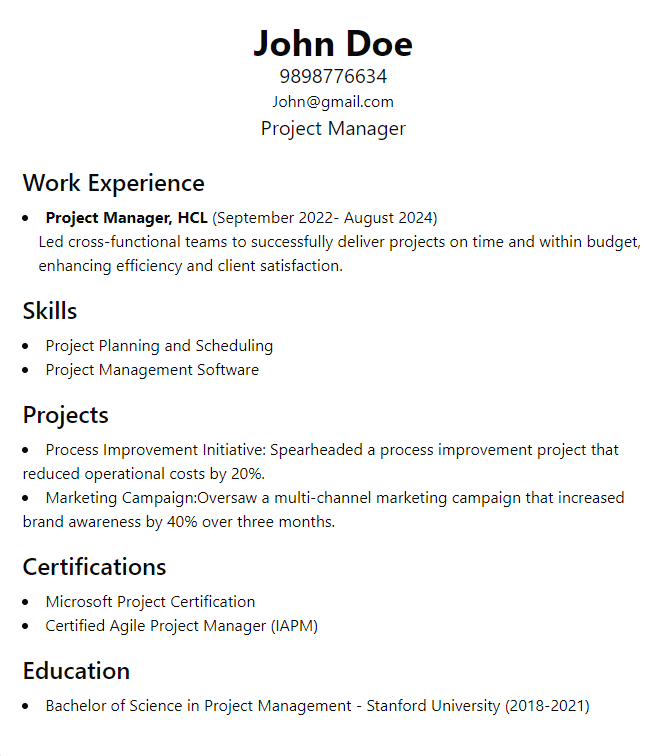 John Doe
9898776634
John@gmail.com
Project Manager
Work Experience
• Project Manager, HCL (September 2022- August 2024)
Led cross-functional teams to successfully deliver projects on time and within budget,
enhancing efficiency and client satisfaction.
Skills
• Project Planning and Scheduling
• Project Management Software
Projects
• Process Improvement Initiative: Spearheaded a process improvement project that
reduced operational costs by 20%.
• Marketing Campaign:Oversaw a multi-channel marketing campaign that increased
brand awareness by 40% over three months.
Certifications
• Microsoft Project Certification
• Certified Agile Project Manager (IAPM)
Education
• Bachelor of Science in Project Management - Stanford University (2018-2021)